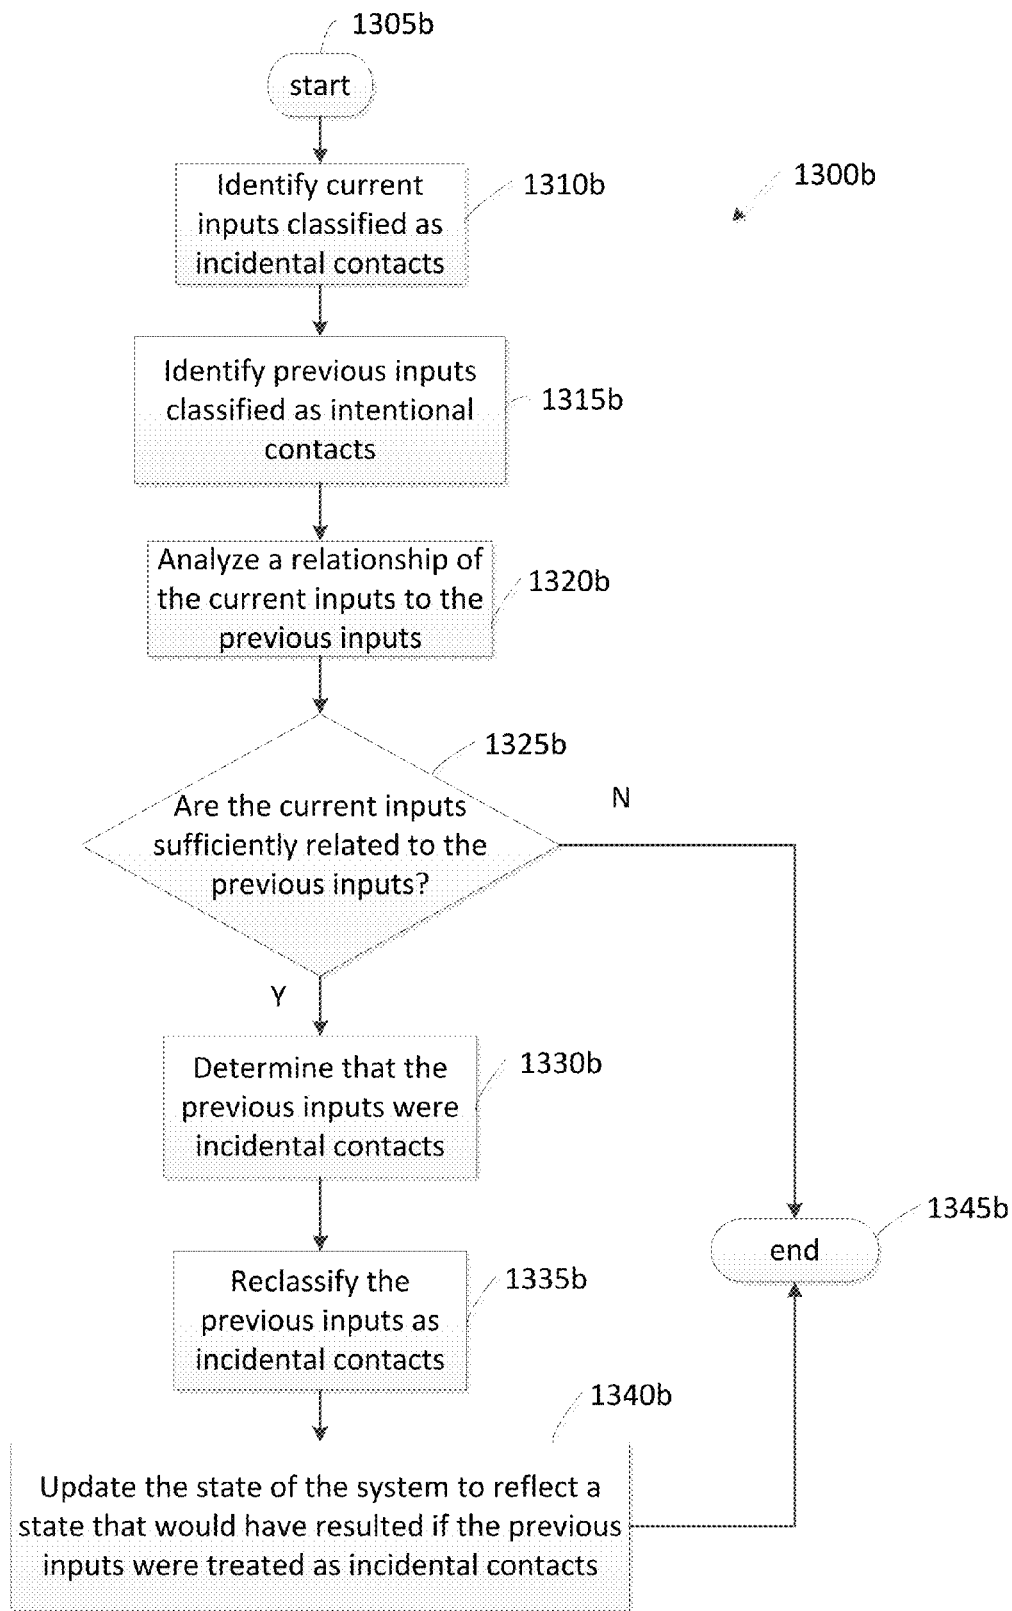 1305b
start
1300b
Identify current
inputs classified as
incidental contacts
1310b
Identify previous inputs
classified as intentional
contacts
1315b
Analyze a relationship of
the current inputs to the
previous inputs
1320b
1325b
Are the current inputs
sufficiently related to the
previous inputs?
N
Y
Determine that the
previous inputs were
incidental contacts
1330b
1345b
end
Reclassify the
previous inputs as
incidental contacts
1335b
1340b
Update the state of the system to reflect a
state that would have resulted if the previous
inputs were treated as incidental contacts